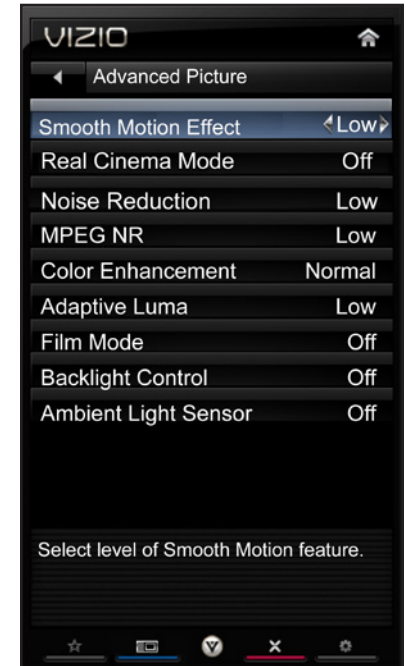 VIZIO
Advanced Picture
Smooth Motion Effect Low
Real Cinema Mode Off
Noise Reduction Low
MPEG NR Low
Color Enhancement Normal
Adaptive Luma Low
Film Mode Off
Backlight Control Off
Ambient Light Sensor Off
Select level of Smooth Motion feature.
V